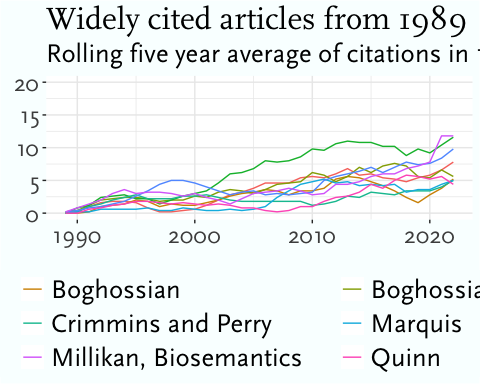 Widely cited articles from 1989
Rolling five year average of citations in
20
15
10
5
0
1990 2000 2010 2020
Boghossian Boghossia
Crimmins and Perry Marquis
Millikan, Biosemantics Quinn